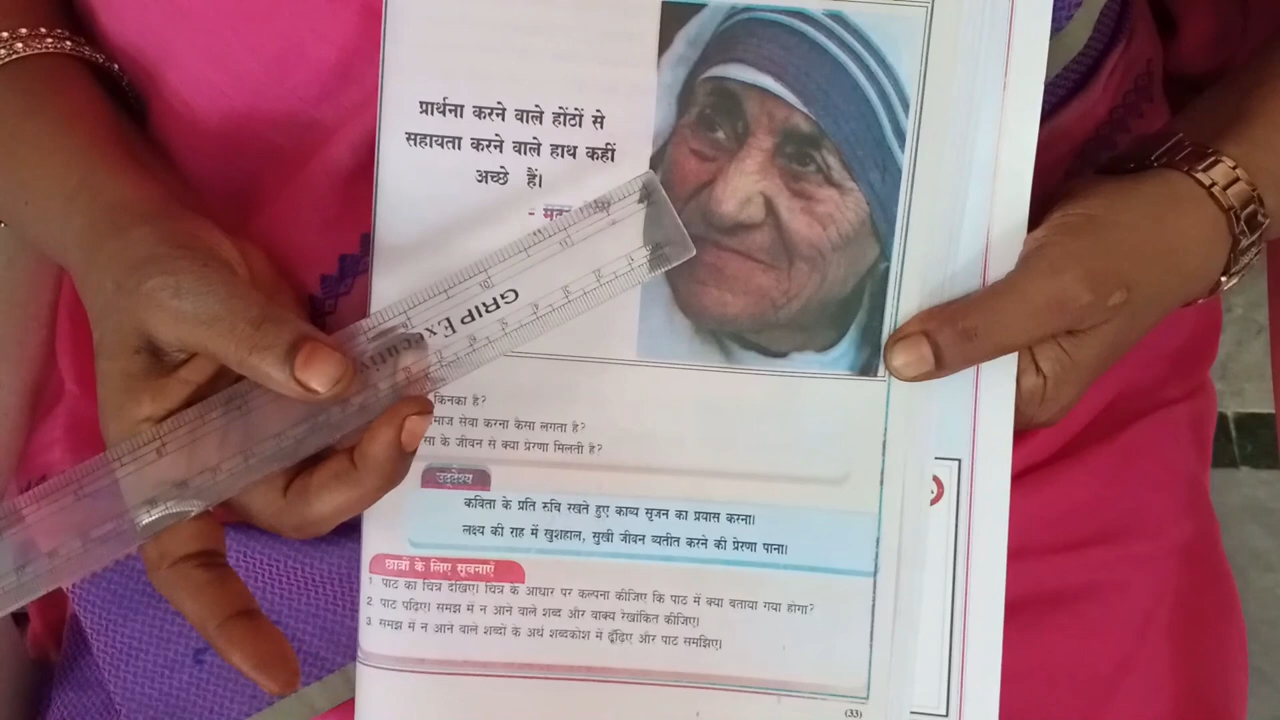 प्रार्थना करने वाले होंठों से
सहायता करने वाले हाथ कहीं
अच्छे हैं।
GRIP Executive
किनका है?
माज सेवा करना कैसा लगता है?
सा के जीवन से क्या प्रेरणा मिलती है?
उद्देश्य
कविता के प्रति रुचि रखते हुए काव्य सृजन का प्रयास करना।
लक्ष्य की राह में खुशहाल, सुखी जीवन व्यतीत करने की प्रेरणा पाना।
छात्रों के लिए सूचनाएँ
1. पाठ का चित्र देखिए। चित्र के आधार पर कल्पना कीजिए कि पाठ में क्या बताया गया होगा?
2. पाठ पढ़िए। समझ में न आने वाले शब्द और वाक्य रेखांकित कीजिए।
3. समझ में न आने वाले शब्दों के अर्थ शब्दकोश में ढूँढ़िए और पाठ समझिए।
(33)